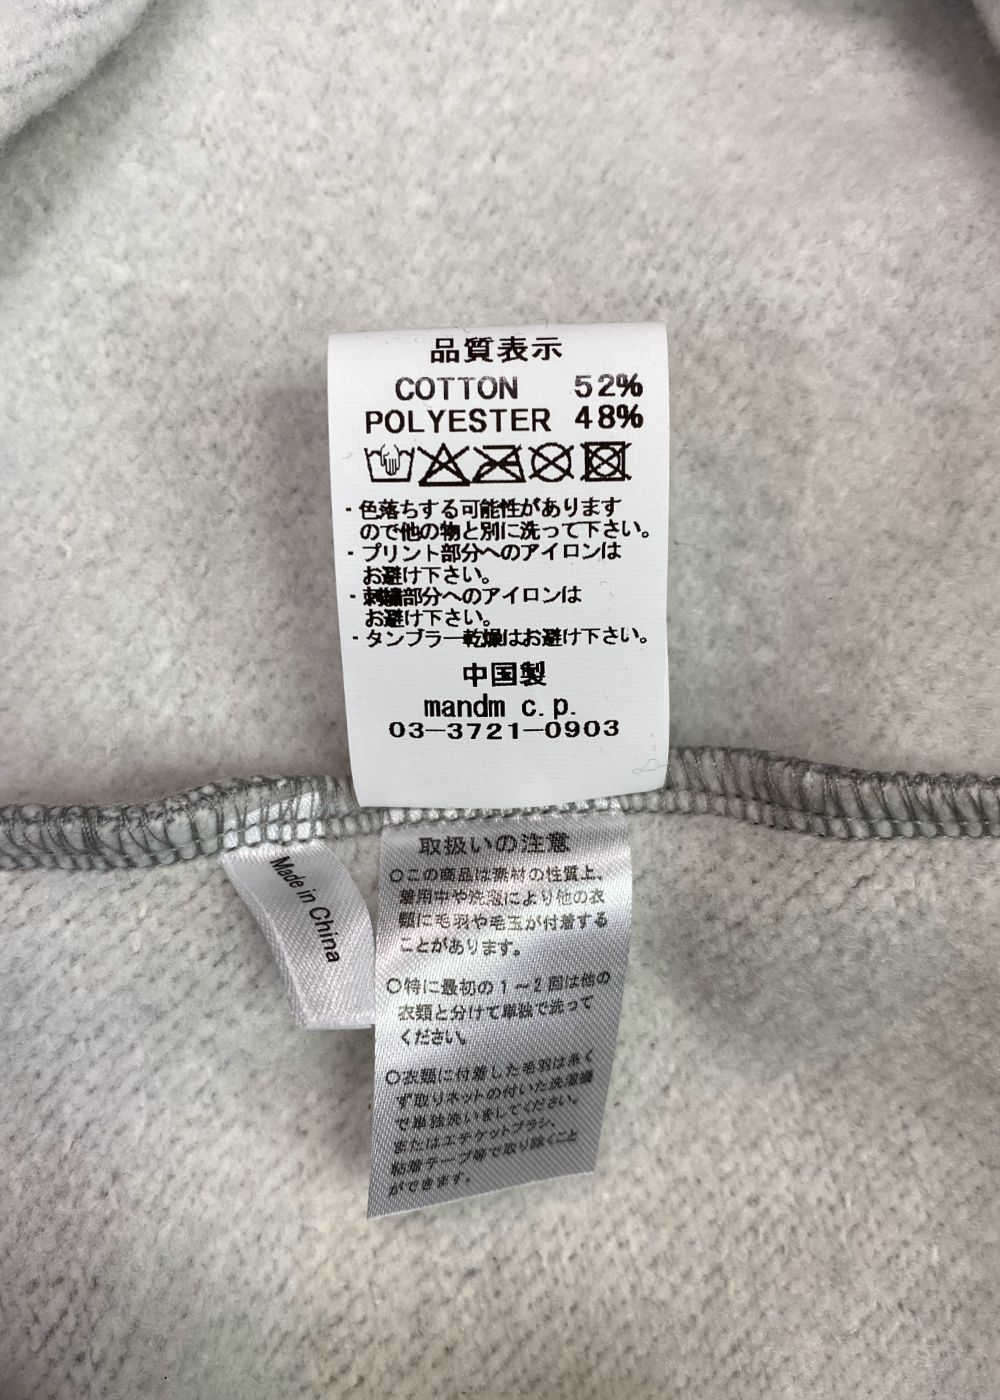 品質表示
COTTON 52%
POLYESTER 48%
・色落ちする可能性があります
ので他の物と別に洗って下さい。
・プリント部分へのアイロンは
お避け下さい。
・刺繍部分へのアイロンは
お避け下さい。
・タンブラー乾燥はお避け下さい。
中国製
mandm c.p.
03-3721-0903
Made in China
取扱いの注意
○この商品は素材の性質上、
着用中や洗濯により他の衣
類に毛羽や毛玉が付着する
ことがあります。
○特に最初の1〜2回は他の
衣類と分けて単独で洗って
ください。
○衣類に付着した毛羽は糸く
ず取りネットの付いた洗濯機
で単独洗いをしてください。
またはエチケットブラシ、
粘着テープ等で取り除くこと
ができます。